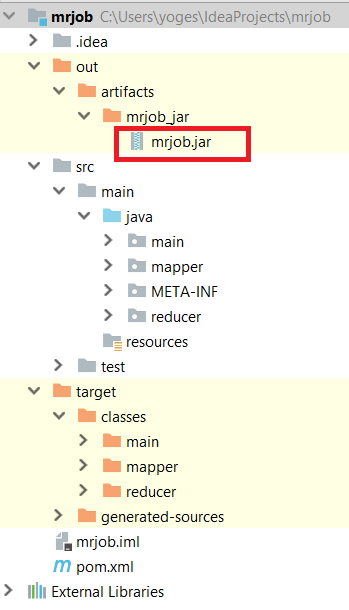 mrjob C:\Users\yoges\IdeaProjects\mrjob
.idea
out
artifacts
mrjob_jar
mrjob.jar
src
main
java
main
mapper
META-INF
reducer
resources
test
target
classes
main
mapper
reducer
generated-sources
mrjob.iml
pom.xml
External Libraries